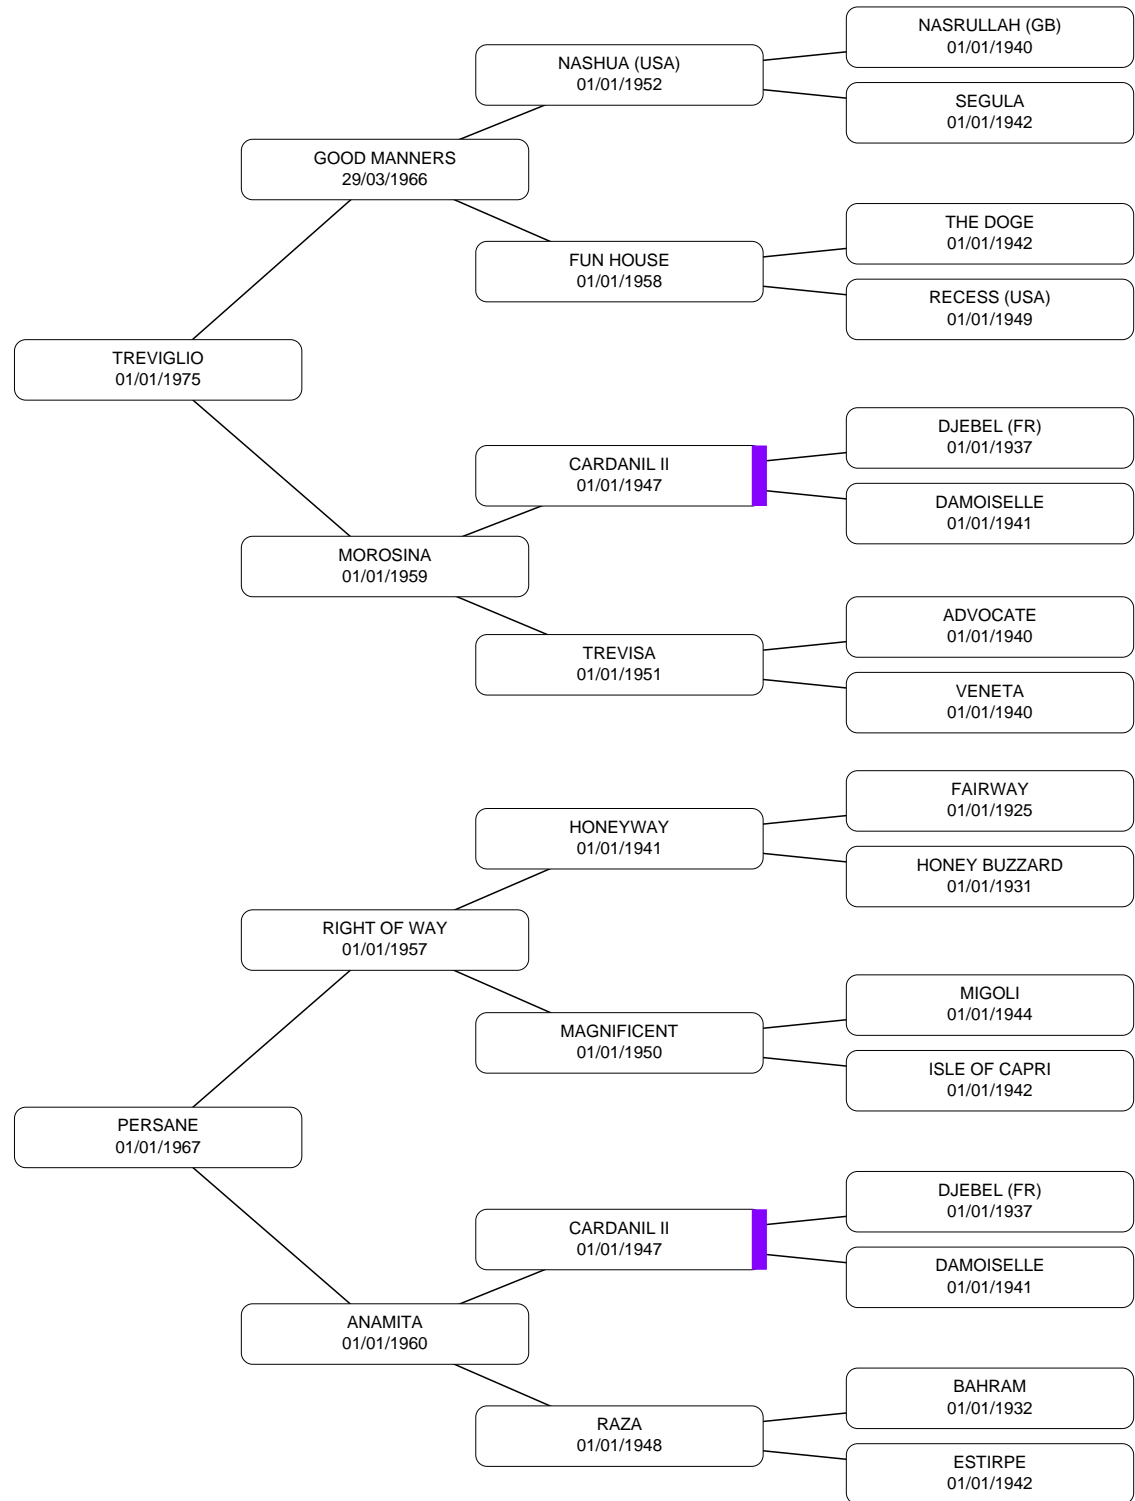 NASRULLAH (GB)
01/01/1940
NASHUA (USA)
01/01/1952
SEGULA
01/01/1942
GOOD MANNERS
29/03/1966
THE DOGE
01/01/1942
FUN HOUSE
01/01/1958
RECESS (USA)
01/01/1949
TREVIGLIO
01/01/1975
DJEBEL (FR)
01/01/1937
CARDANIL II
01/01/1947
DAMOISELLE
01/01/1941
MOROSINA
01/01/1959
ADVOCATE
01/01/1940
TREVISA
01/01/1951
VENETA
01/01/1940
FAIRWAY
01/01/1925
HONEYWAY
01/01/1941
HONEY BUZZARD
01/01/1931
RIGHT OF WAY
01/01/1957
MIGOLI
01/01/1944
MAGNIFICENT
01/01/1950
ISLE OF CAPRI
01/01/1942
PERSANE
01/01/1967
DJEBEL (FR)
01/01/1937
CARDANIL II
01/01/1947
DAMOISELLE
01/01/1941
ANAMITA
01/01/1960
BAHRAM
01/01/1932
RAZA
01/01/1948
ESTIRPE
01/01/1942